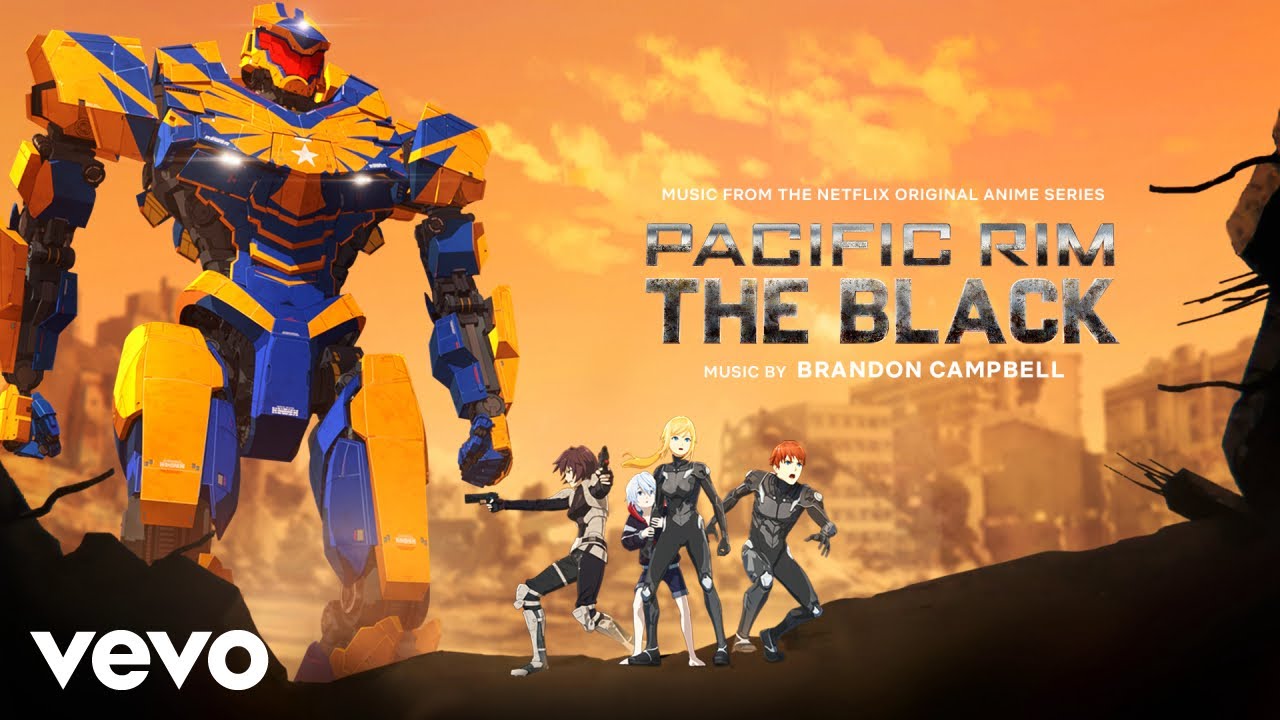 MUSIC FROM THE NETFLIX ORIGINAL ANIME SERIES
PACIFIC RIM
THE BLACK
MUSIC BY BRANDON CAMPBELL
vevo